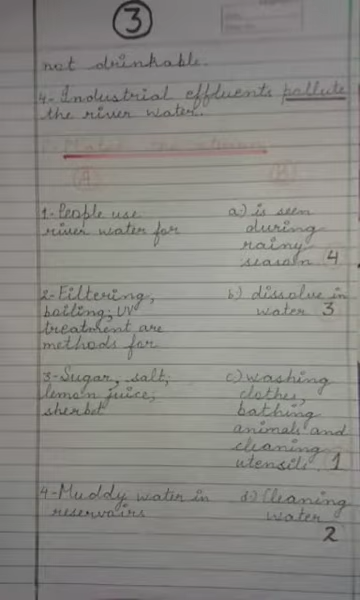 3
not drinkable.
4- Industrial effluents pollute
the river water.
(A) (B)
1- People use
river water for
a) is seen
during
rainy
season. 4
2- Filtering,
boiling, UV
treatment are
methods for
b) dissolve in
water 3
3- Sugar, salt,
lemon juice,
sherbet
c) washing
clothes,
bathing
animals and
cleaning
utensils. 1
4- Muddy water in
reservoirs
d) Cleaning
water
2